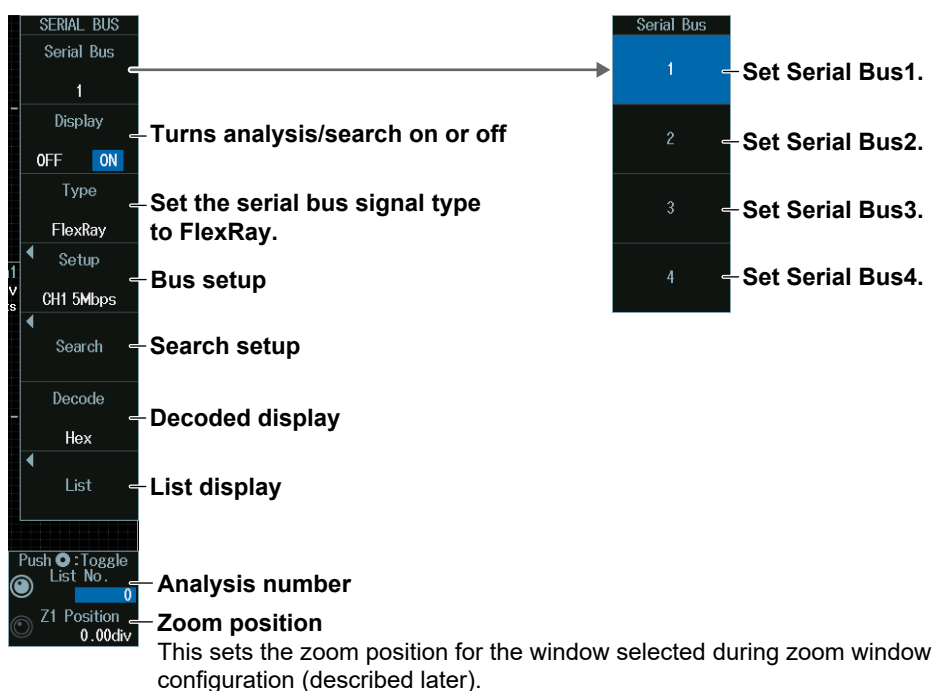 SERIAL BUS
Serial Bus
1
Display
OFF ON
Turns analysis/search on or off
Type
FlexRay
Set the serial bus signal type
to FlexRay.
Setup
CH1 5Mbps
Bus setup
Search
Search setup
Decode
Hex
Decoded display
List
List display
Push :Toggle
List No.
0
Analysis number
Z1 Position
0.00div
Zoom position
This sets the zoom position for the window selected during zoom window
configuration (described later).
Serial Bus
1
Set Serial Bus1.
2
Set Serial Bus2.
3
Set Serial Bus3.
4
Set Serial Bus4.